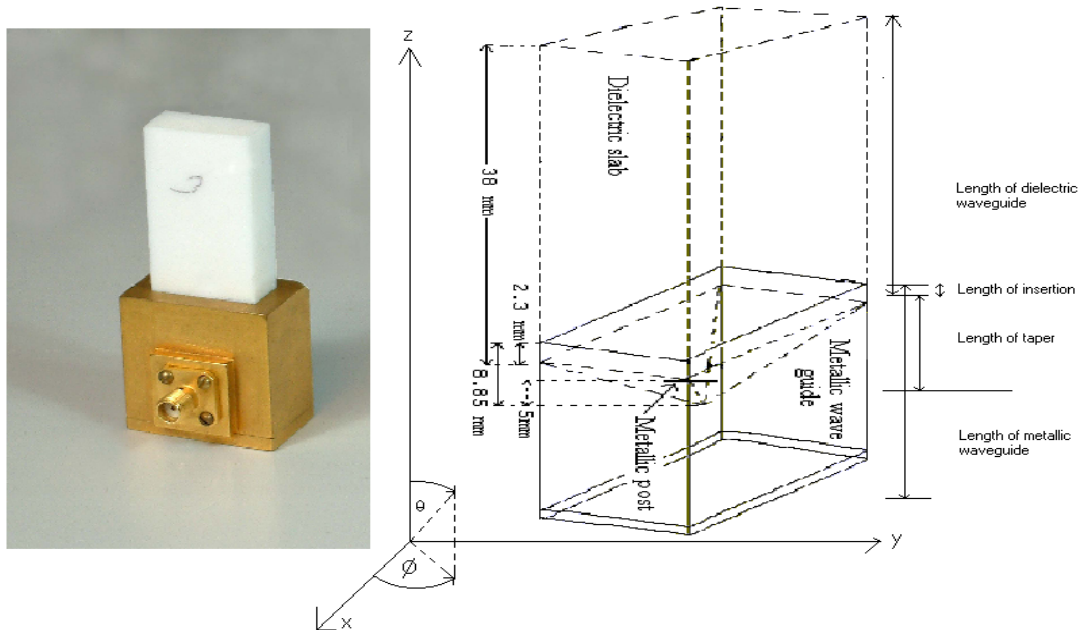 z
Dielectric slab
38 mm
Length of dielectric
waveguide
2.3 mm
Length of insertion
Length of taper
8.85 mm
<-->5mm
Metallic wave
guide
Metallic post
Length of metallic
waveguide
θ
y
Ø
x